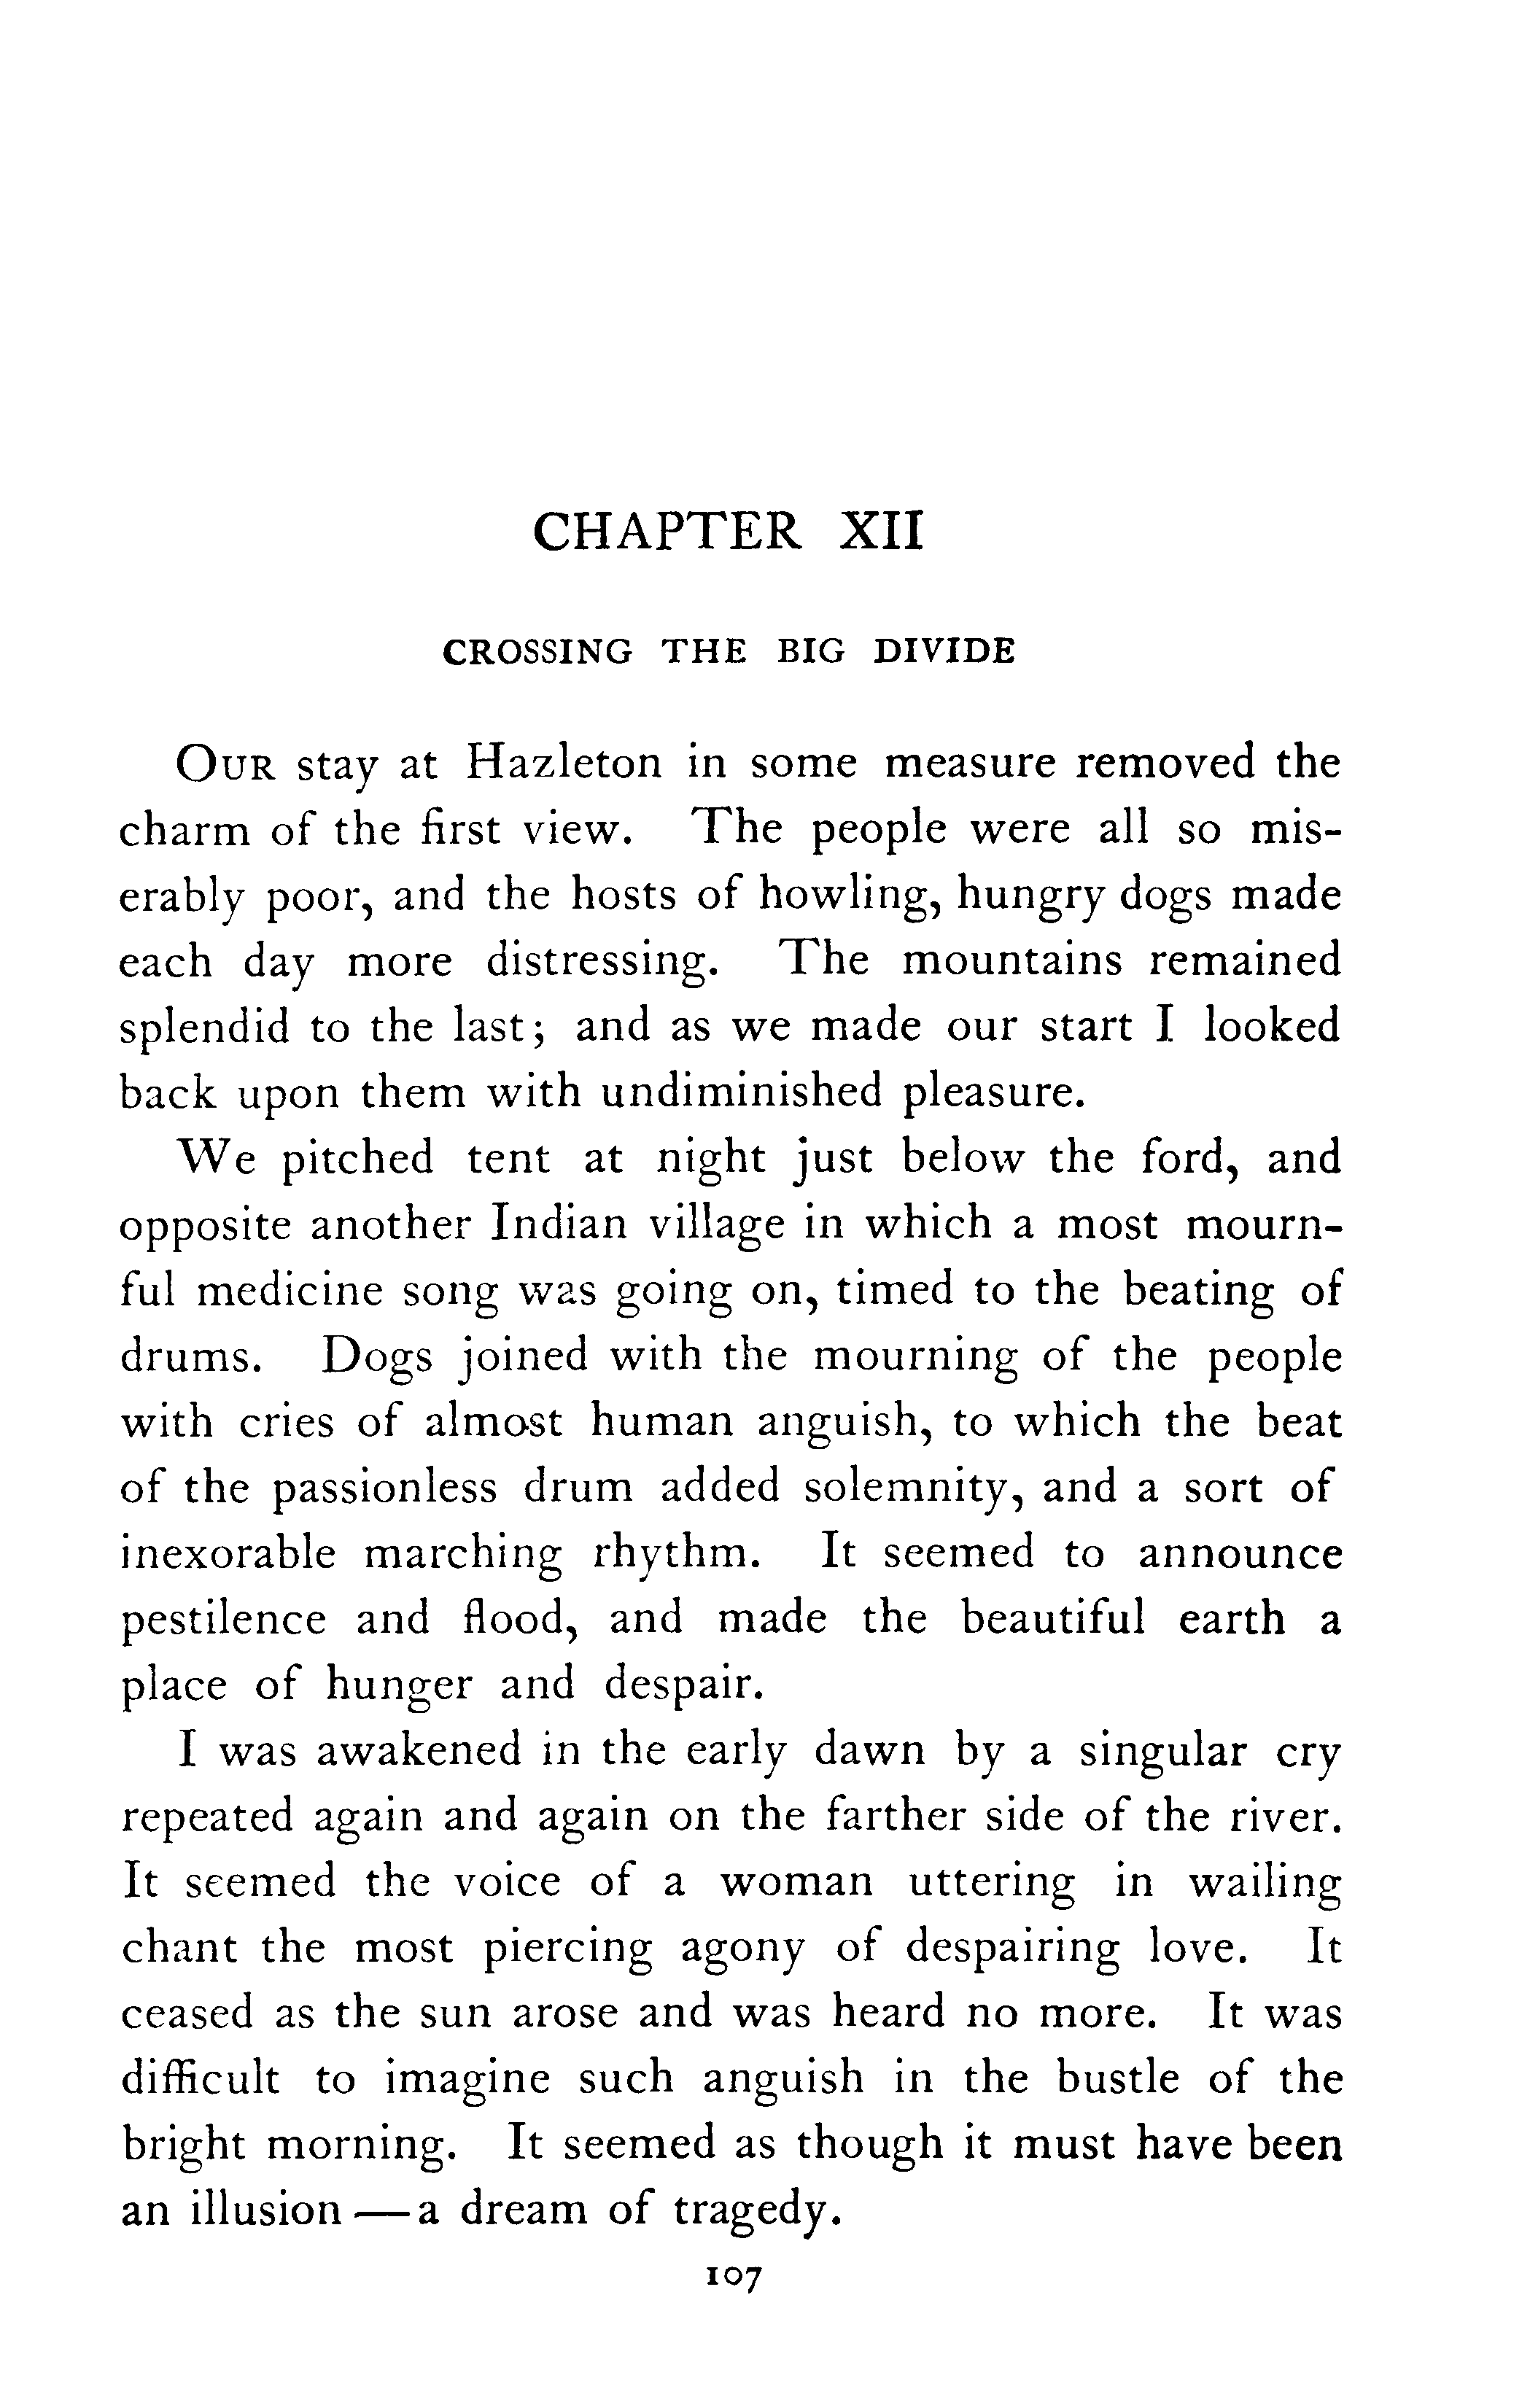 CHAPTER XII
CROSSING THE BIG DIVIDE
OUR stay at Hazleton in some measure removed the
charm of the first view. The people were all so mis-
erably poor, and the hosts of howling, hungry dogs made
each day more distressing. The mountains remained
splendid to the last; and as we made our start I looked
back upon them with undiminished pleasure.
We pitched tent at night just below the ford, and
opposite another Indian village in which a most mourn-
ful medicine song was going on, timed to the beating of
drums. Dogs joined with the mourning of the people
with cries of almost human anguish, to which the beat
of the passionless drum added solemnity, and a sort of
inexorable marching rhythm. It seemed to announce
pestilence and flood, and made the beautiful earth a
place of hunger and despair.
I was awakened in the early dawn by a singular cry
repeated again and again on the farther side of the river.
It seemed the voice of a woman uttering in wailing
chant the most piercing agony of despairing love. It
ceased as the sun arose and was heard no more. It was
difficult to imagine such anguish in the bustle of the
bright morning. It seemed as though it must have been
an illusion — a dream of tragedy.
107